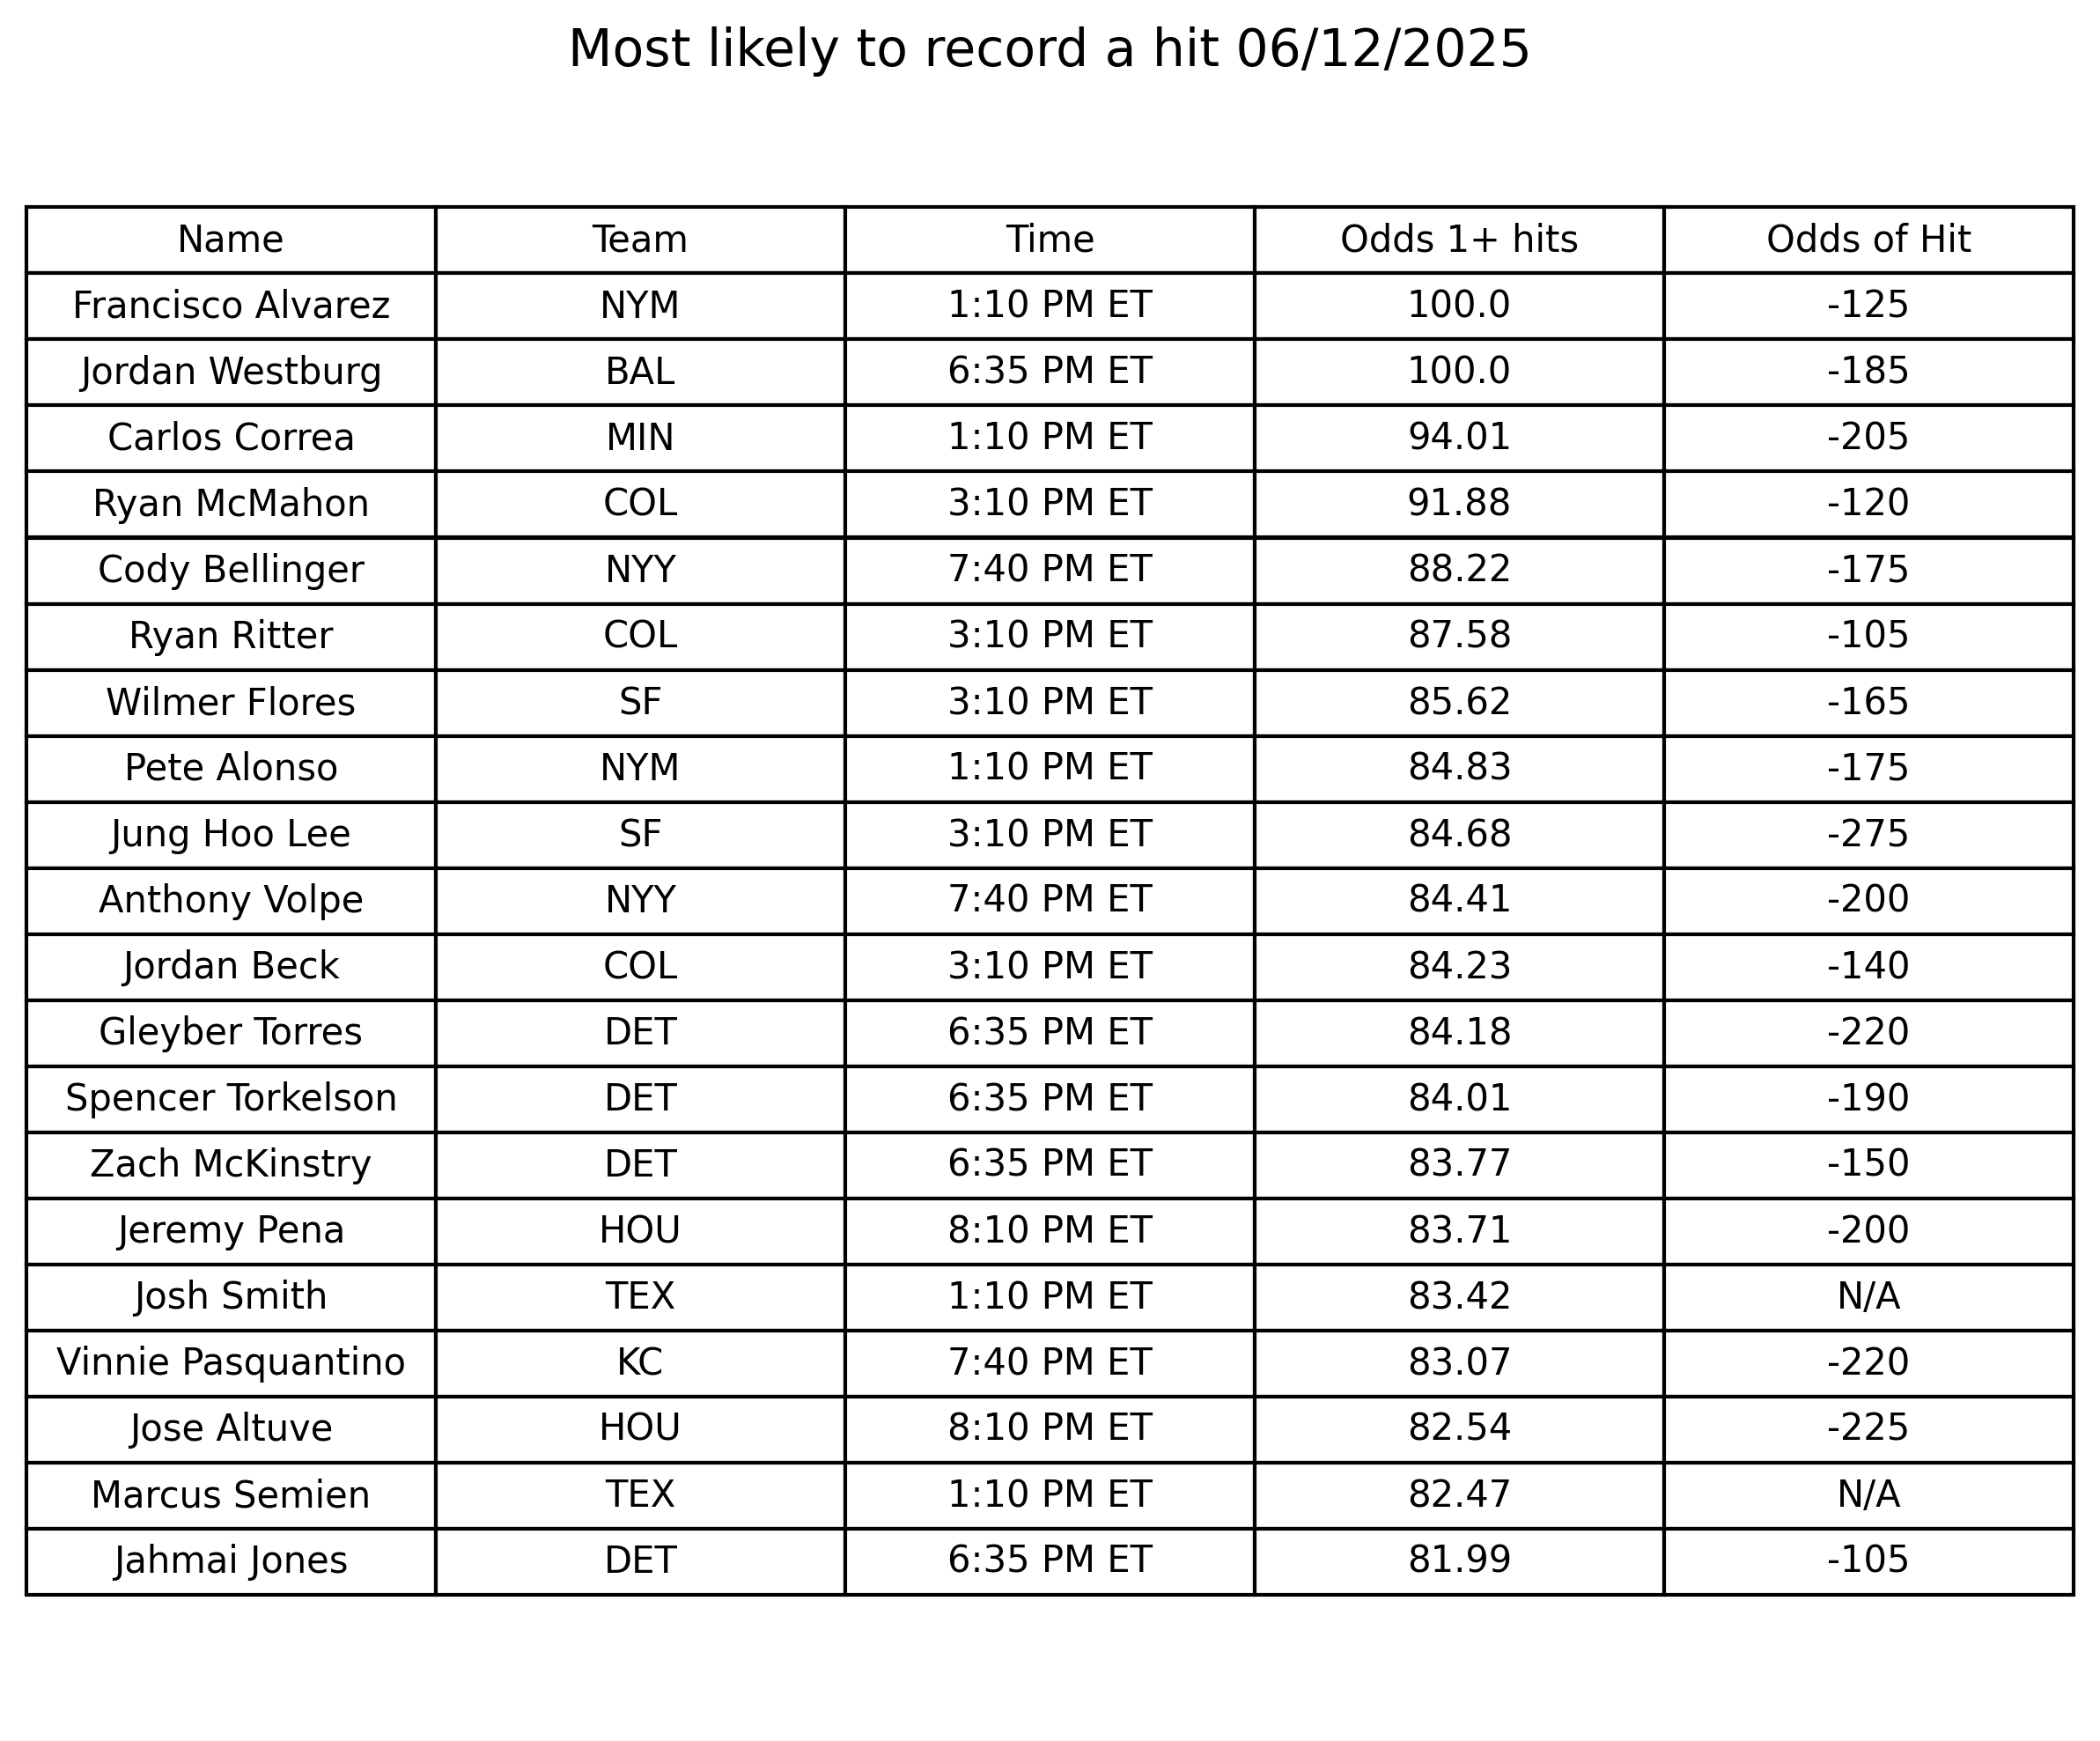 Most likely to record a hit 06/12/2025
Name Team Time Odds 1+ hits Odds of Hit
Francisco Alvarez NYM 1:10 PM ET 100.0 -125
Jordan Westburg BAL 6:35 PM ET 100.0 -185
Carlos Correa MIN 1:10 PM ET 94.01 -205
Ryan McMahon COL 3:10 PM ET 91.88 -120
Cody Bellinger NYY 7:40 PM ET 88.22 -175
Ryan Ritter COL 3:10 PM ET 87.58 -105
Wilmer Flores SF 3:10 PM ET 85.62 -165
Pete Alonso NYM 1:10 PM ET 84.83 -175
Jung Hoo Lee SF 3:10 PM ET 84.68 -275
Anthony Volpe NYY 7:40 PM ET 84.41 -200
Jordan Beck COL 3:10 PM ET 84.23 -140
Gleyber Torres DET 6:35 PM ET 84.18 -220
Spencer Torkelson DET 6:35 PM ET 84.01 -190
Zach McKinstry DET 6:35 PM ET 83.77 -150
Jeremy Pena HOU 8:10 PM ET 83.71 -200
Josh Smith TEX 1:10 PM ET 83.42 N/A
Vinnie Pasquantino KC 7:40 PM ET 83.07 -220
Jose Altuve HOU 8:10 PM ET 82.54 -225
Marcus Semien TEX 1:10 PM ET 82.47 N/A
Jahmai Jones DET 6:35 PM ET 81.99 -105